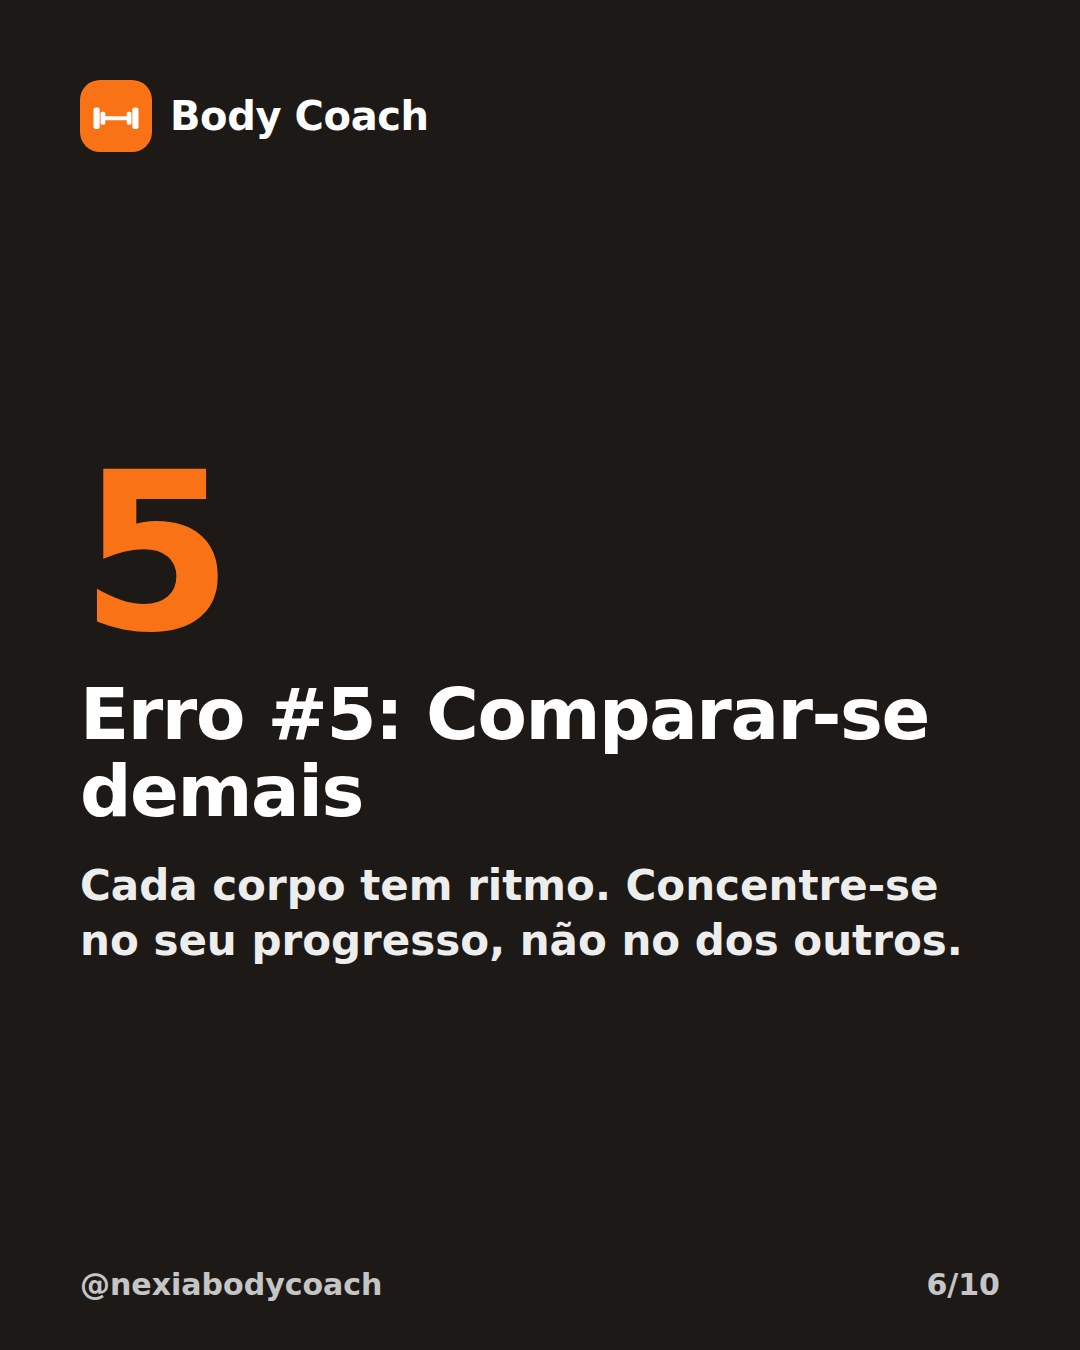 Body Coach
5
Erro #5: Comparar-se
demais
Cada corpo tem ritmo. Concentre-se
no seu progresso, não no dos outros.
@nexiabodycoach
6/10